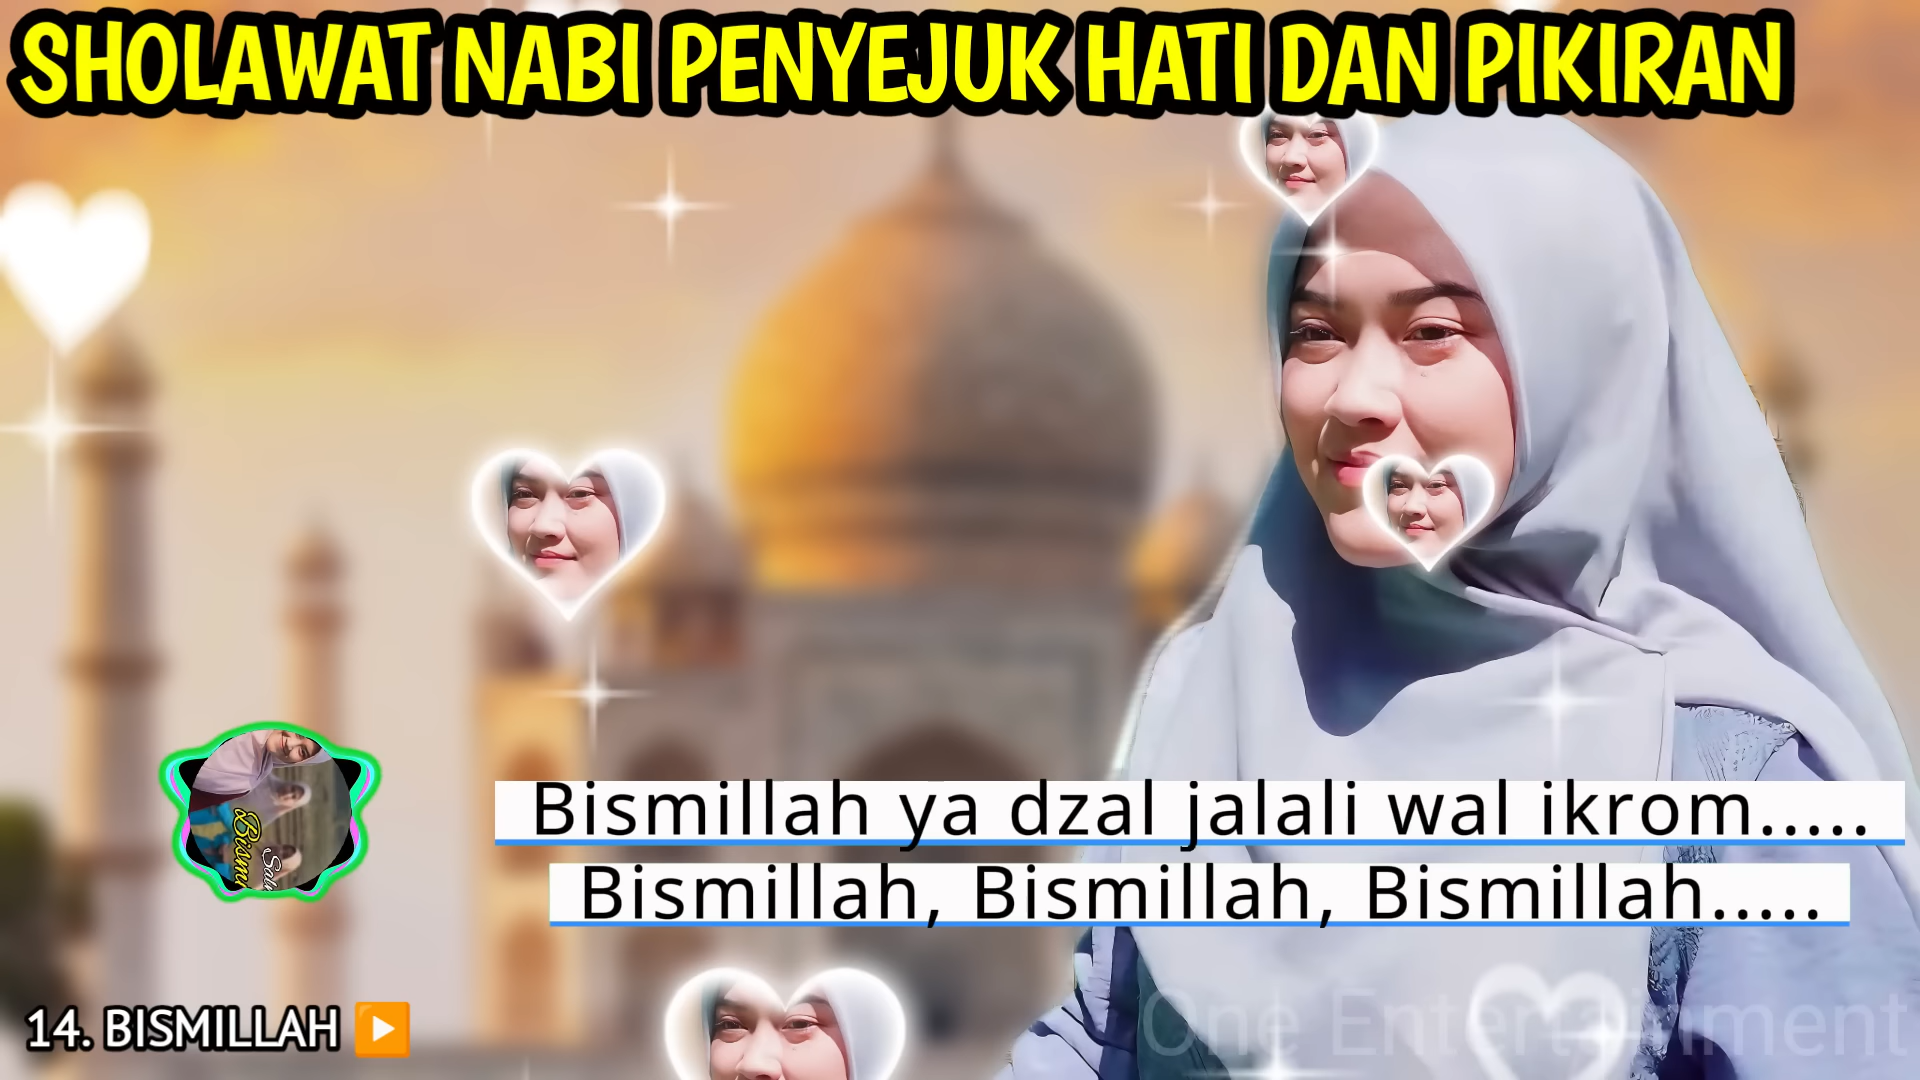 SHOLAWAT NABI PENYEJUK HATI DAN PIKIRAN
Bismillah ya dzal jalali wal ikrom.....
Bismillah, Bismillah, Bismillah.....
14. BISMILLAH
One Entertainment